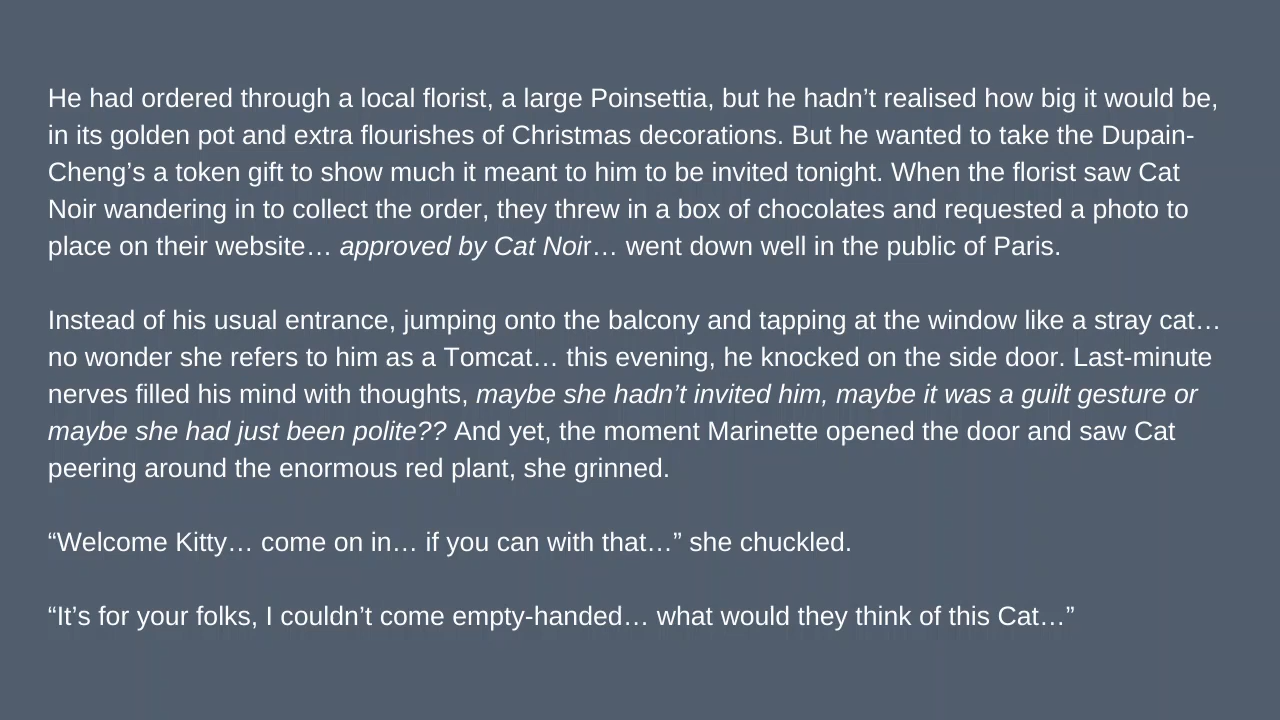 He had ordered through a local florist, a large Poinsettia, but he hadn’t realised how big it would be,
in its golden pot and extra flourishes of Christmas decorations. But he wanted to take the Dupain-
Cheng’s a token gift to show much it meant to him to be invited tonight. When the florist saw Cat
Noir wandering in to collect the order, they threw in a box of chocolates and requested a photo to
place on their website… approved by Cat Noir… went down well in the public of Paris.
Instead of his usual entrance, jumping onto the balcony and tapping at the window like a stray cat…
no wonder she refers to him as a Tomcat… this evening, he knocked on the side door. Last-minute
nerves filled his mind with thoughts, maybe she hadn’t invited him, maybe it was a guilt gesture or
maybe she had just been polite?? And yet, the moment Marinette opened the door and saw Cat
peering around the enormous red plant, she grinned.
“Welcome Kitty… come on in… if you can with that…” she chuckled.
“It’s for your folks, I couldn’t come empty-handed… what would they think of this Cat…”